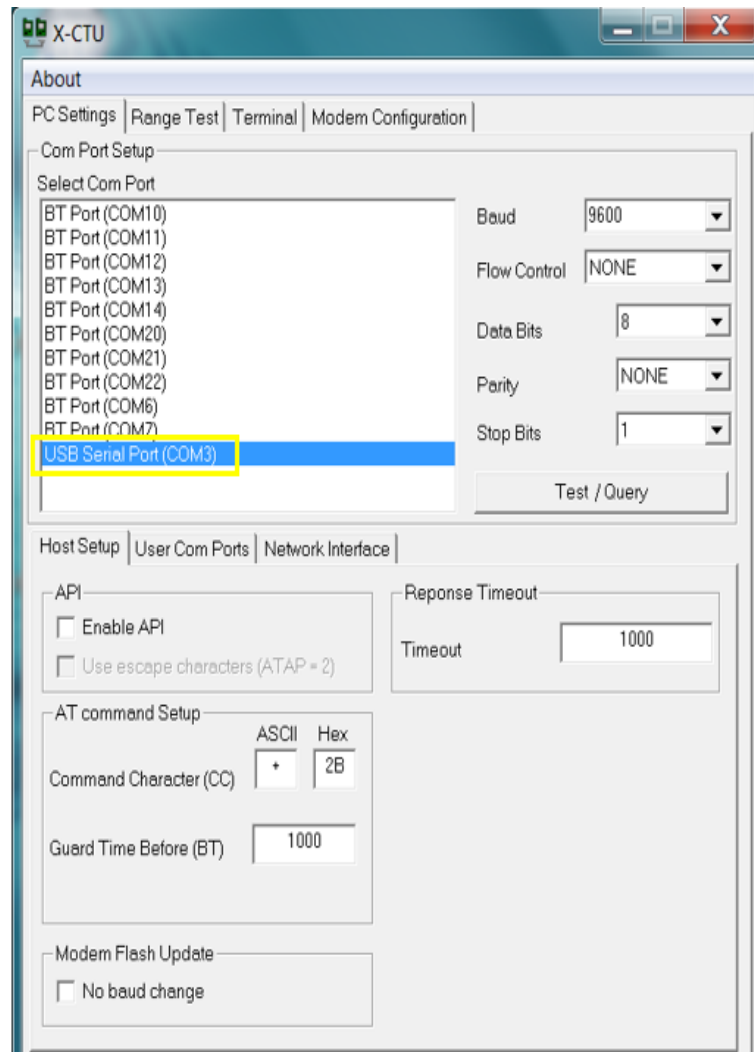 X-CTU
About
PC Settings Range Test Terminal Modem Configuration
Com Port Setup
Select Com Port
BT Port (COM10)
BT Port (COM11)
BT Port (COM12)
BT Port (COM13)
BT Port (COM14)
BT Port (COM20)
BT Port (COM21)
BT Port (COM22)
BT Port (COM6)
BT Port (COM7)
USB Serial Port (COM3)
Baud 9600
Flow Control NONE
Data Bits 8
Parity NONE
Stop Bits 1
Test / Query
Host Setup User Com Ports Network Interface
API
Enable API
Use escape characters (ATAP = 2)
Reponse Timeout
Timeout 1000
AT command Setup
ASCII Hex
Command Character (CC) + 2B
Guard Time Before (BT) 1000
Modem Flash Update
No baud change